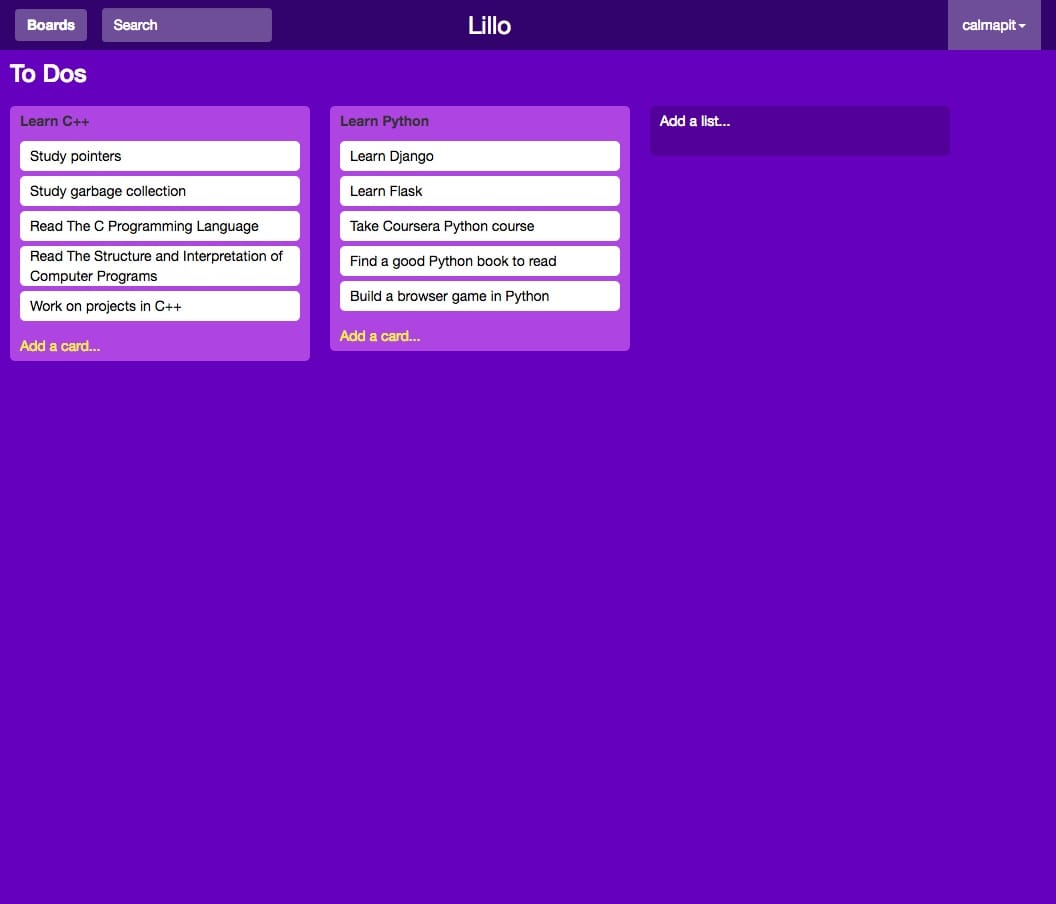 Boards
Search
Lillo
calmapit
To Dos
Learn C++
Study pointers
Study garbage collection
Read The C Programming Language
Read The Structure and Interpretation of
Computer Programs
Work on projects in C++
Add a card...
Learn Python
Learn Django
Learn Flask
Take Coursera Python course
Find a good Python book to read
Build a browser game in Python
Add a card...
Add a list...